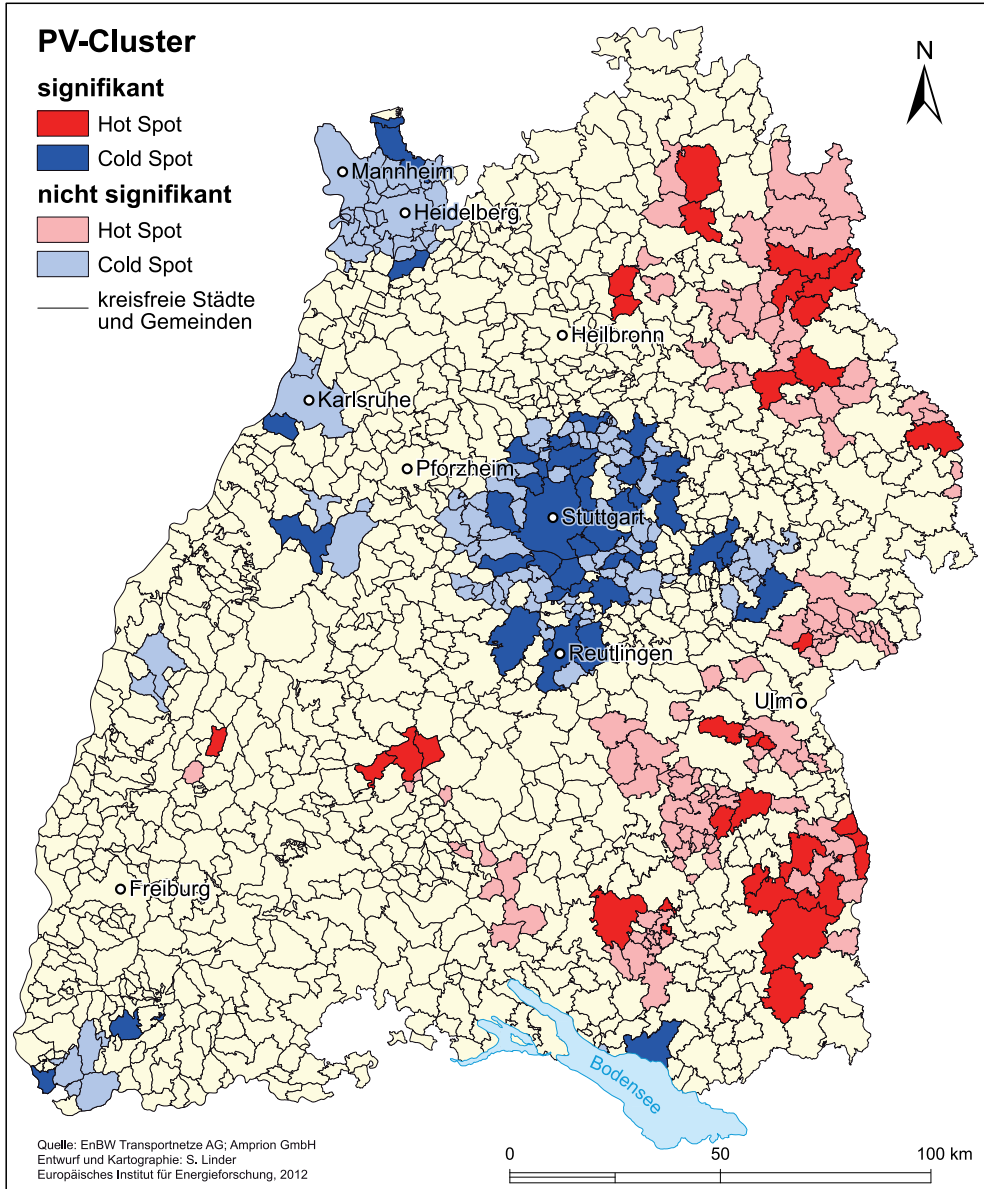 PV-Cluster
signifikant
Hot Spot
Cold Spot
nicht signifikant
Hot Spot
Cold Spot
kreisfreie Städte
und Gemeinden
N
Mannheim
Heidelberg
Heilbronn
Karlsruhe
Pforzheim
Stuttgart
Reutlingen
Ulm
Freiburg
Bodensee
Quelle: EnBW Transportnetze AG; Amprion GmbH
Entwurf und Kartographie: S. Linder
Europäisches Institut für Energieforschung, 2012
0 50 100 km